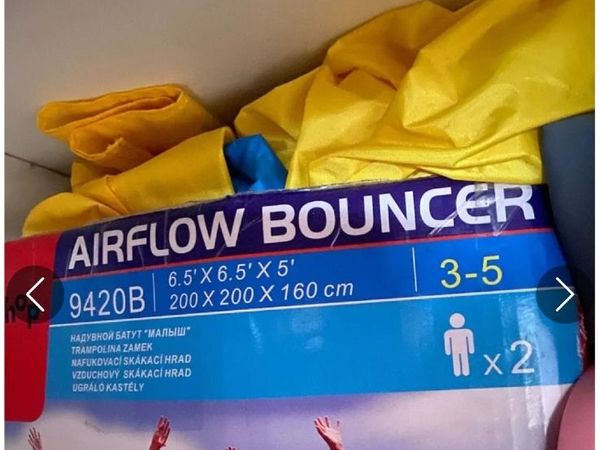 AIRFLOW BOUNCER
9420B
6.5' X 6.5' X 5'
200 X 200 X 160 cm
3-5
hop
НАДУВНОЙ БАТУТ "МАЛЫШ"
TRAMPOLINA ZAMEK
NAFUKOVACÍ SKÁKACÍ HRAD
VZDUCHOVÝ SKÁKACÍ HRAD
UGRÁLÓ KASTÉLY
x 2